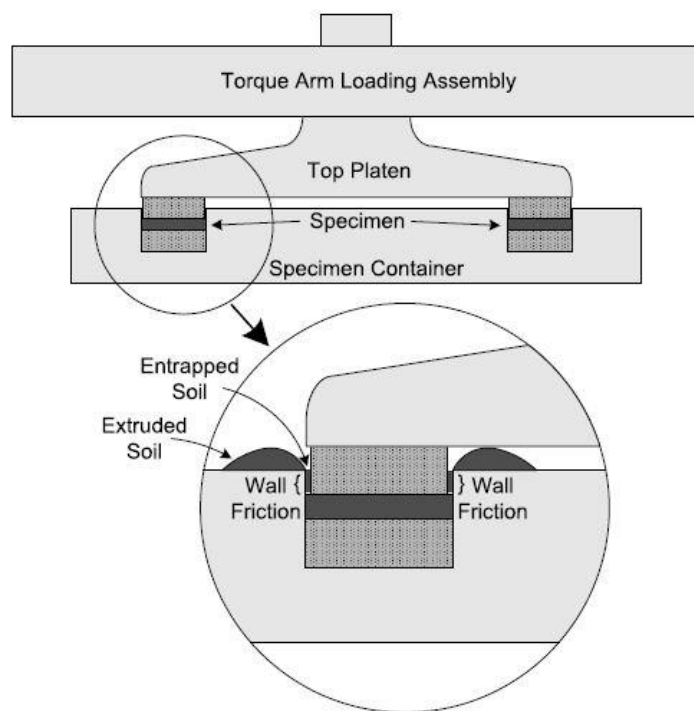 Torque Arm Loading Assembly
Top Platen
Specimen
Specimen Container
Entrapped
Soil
Extruded
Soil
Wall {
Friction
} Wall
Friction